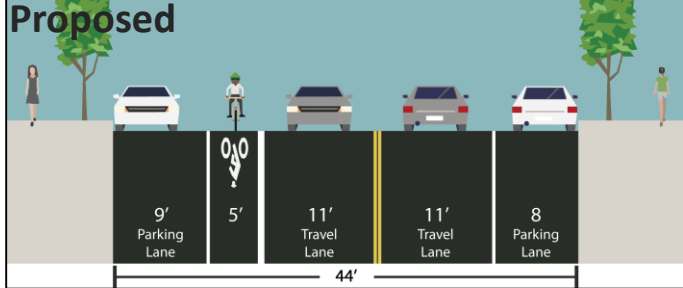 Proposed
9′
Parking
Lane
5′
11′
Travel
Lane
11′
Travel
Lane
8
Parking
Lane
44′